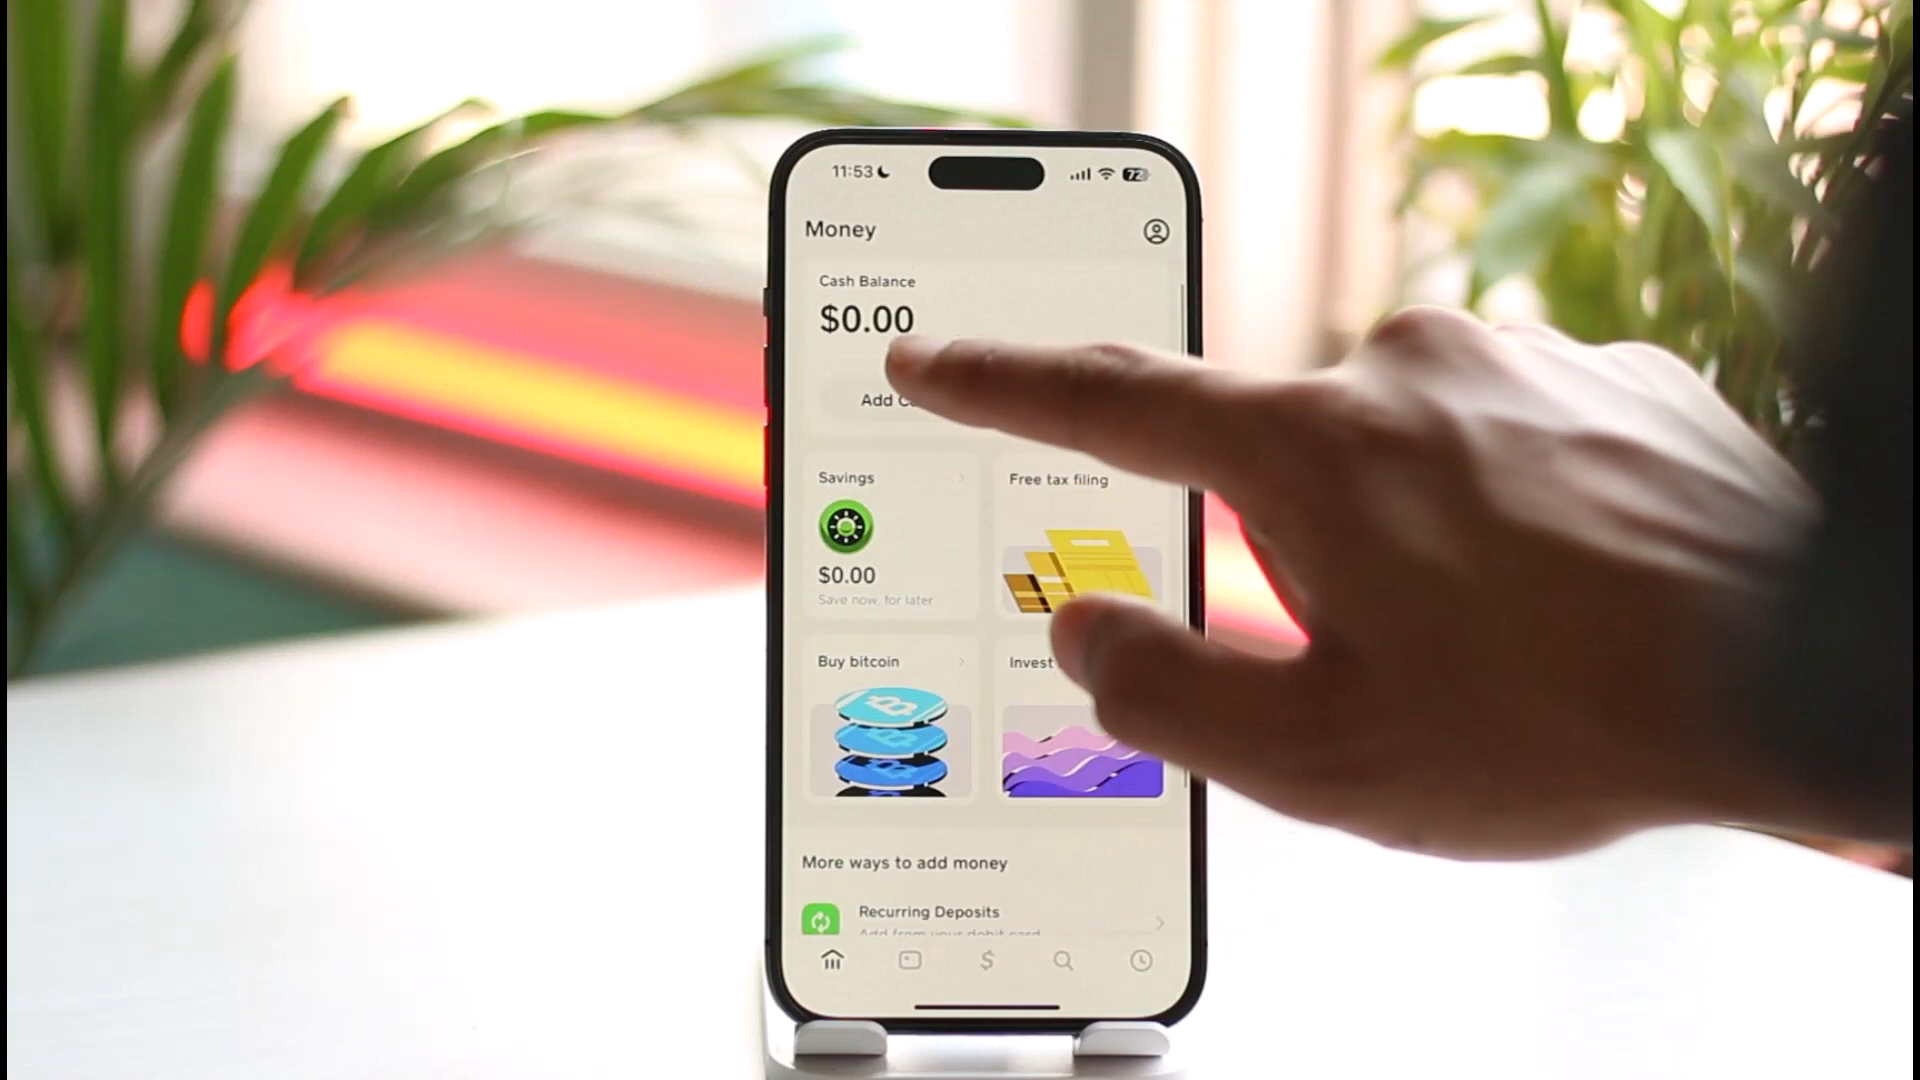 11:53
72
Money
Cash Balance
$0.00
Add
Savings
Free tax filing
$0.00
Save now, for later
Buy bitcoin
Invest
More ways to add money
Recurring Deposits
Add from your debit card